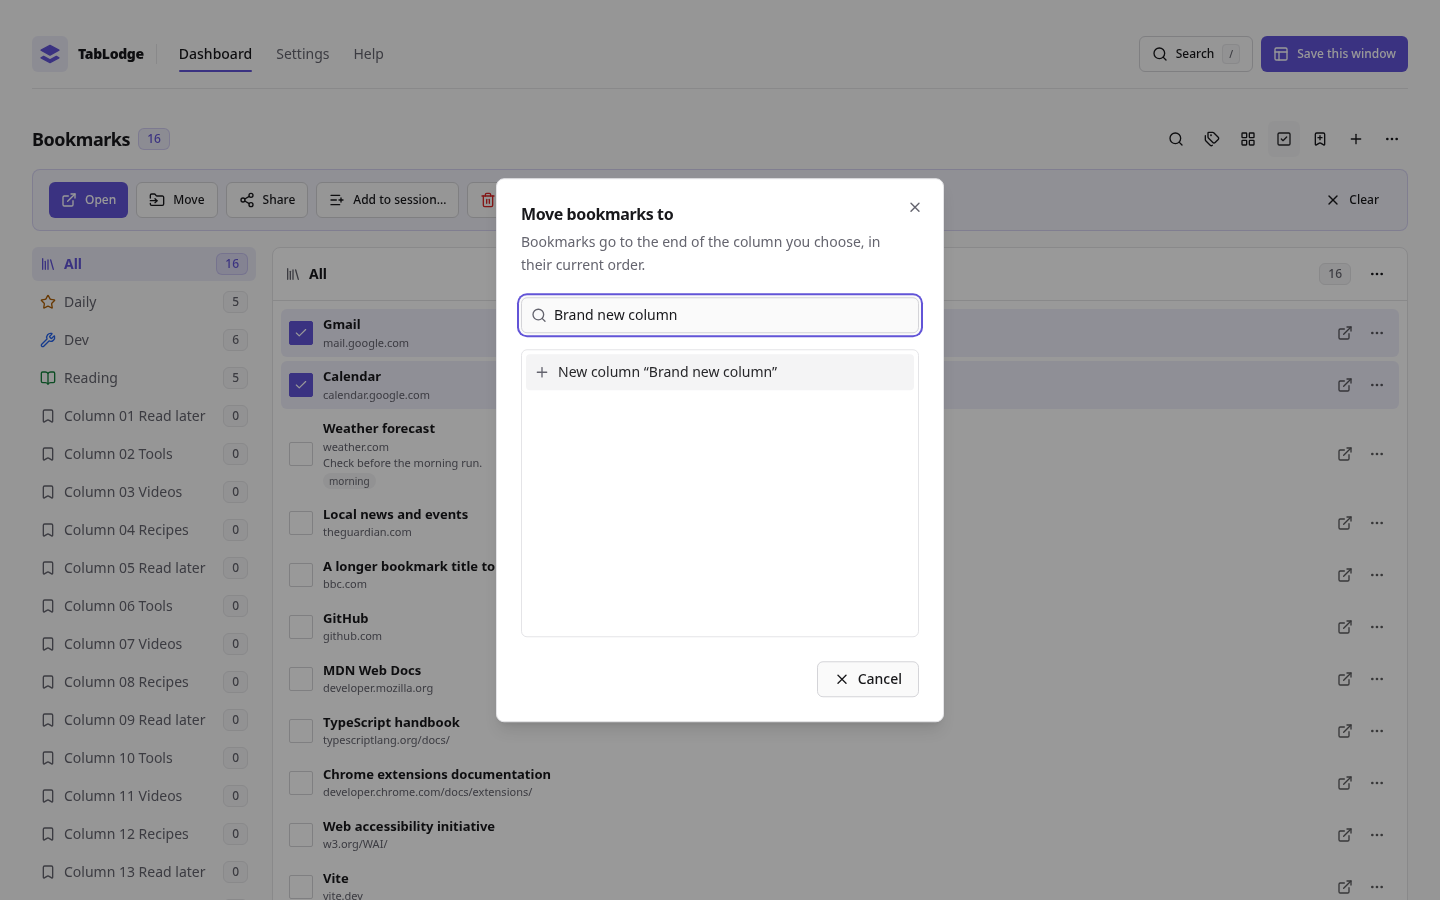 TabLodge
Dashboard
Settings
Help
Search /
Save this window
Bookmarks 16
Open
Move
Share
Add to session...
Clear
Move bookmarks to
Bookmarks go to the end of the column you choose, in
their current order.
Brand new column
New column “Brand new column”
Cancel
All 16
Daily 5
Dev 6
Reading 5
Column 01 Read later 0
Column 02 Tools 0
Column 03 Videos 0
Column 04 Recipes 0
Column 05 Read later 0
Column 06 Tools 0
Column 07 Videos 0
Column 08 Recipes 0
Column 09 Read later 0
Column 10 Tools 0
Column 11 Videos 0
Column 12 Recipes 0
Column 13 Read later 0
All 16
Gmail
mail.google.com
Calendar
calendar.google.com
Weather forecast
weather.com
Check before the morning run.
morning
Local news and events
theguardian.com
A longer bookmark title to
bbc.com
GitHub
github.com
MDN Web Docs
developer.mozilla.org
TypeScript handbook
typescriptlang.org/docs/
Chrome extensions documentation
developer.chrome.com/docs/extensions/
Web accessibility initiative
w3.org/WAI/
Vite
vite.dev